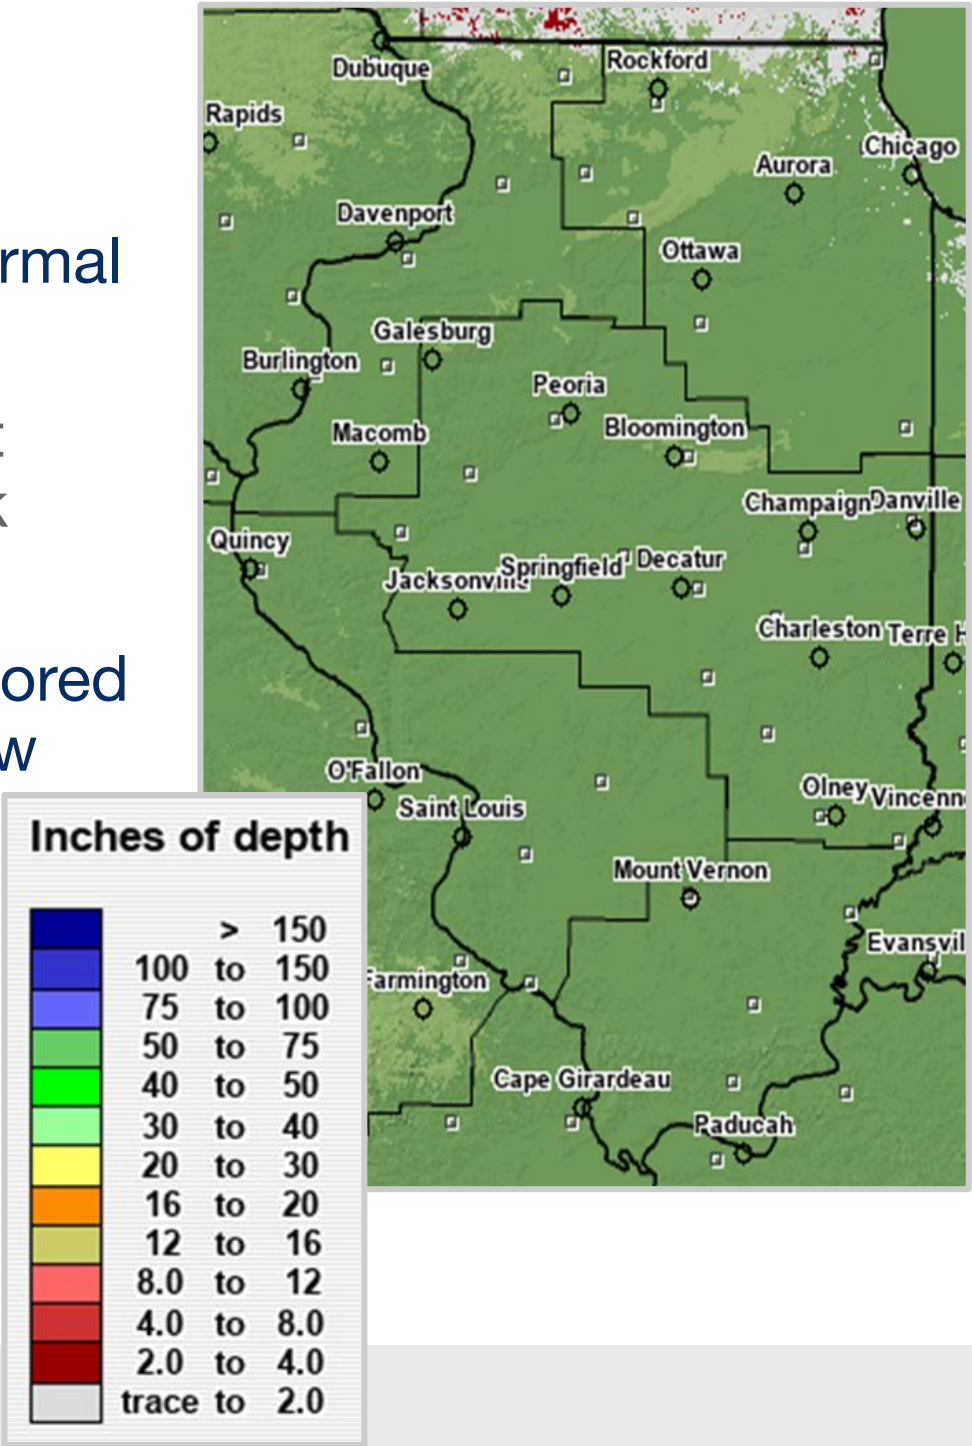 Dubuque
Rockford
Rapids
Chicago
Aurora
Davenport
rmal
Ottawa
Galesburg
Burlington
Peoria
Macomb
Bloomington
k
Champaign
Danville
Quincy
Springfield
Decatur
Jacksonville
Charleston
Terre H
ored
w
O'Fallon
Saint Louis
Olney
Vincenn
Mount Vernon
Evansvil
Farmington
Cape Girardeau
Paducah
Inches of depth
> 150
100 to 150
75 to 100
50 to 75
40 to 50
30 to 40
20 to 30
16 to 20
12 to 16
8.0 to 12
4.0 to 8.0
2.0 to 4.0
trace to 2.0